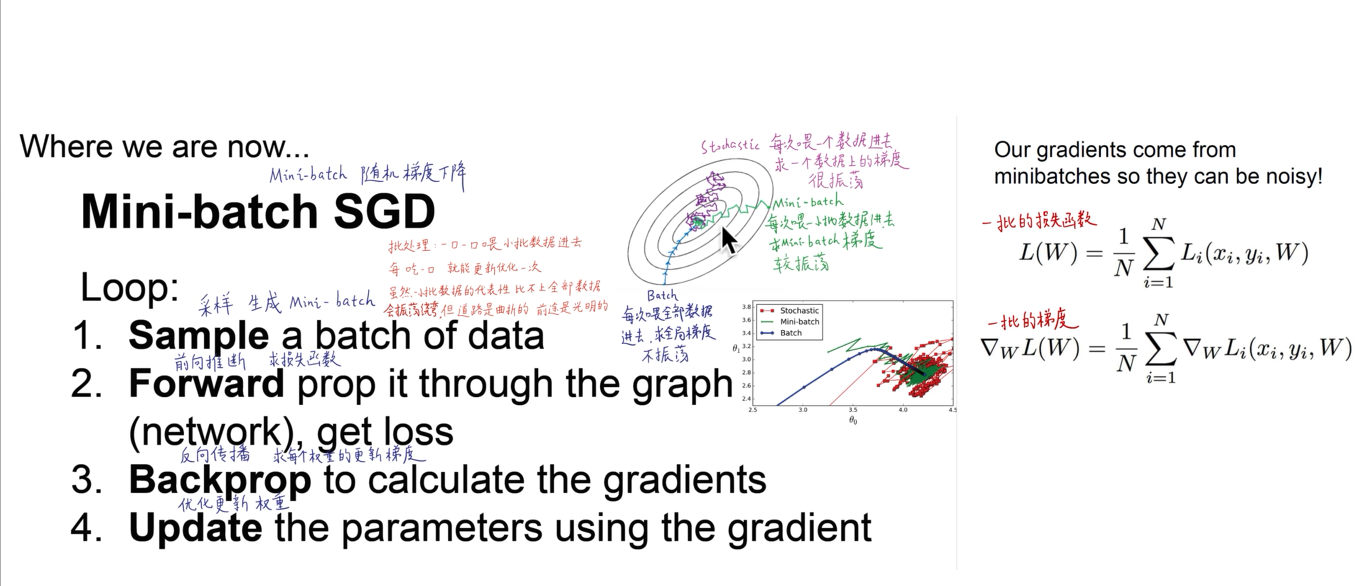 Where we are now...
Mini-batch 随机梯度下降
Mini-batch SGD
批处理:一口一口喂小批数据进去
每吃一口 就能更新优化一次
虽然一小批数据的代表性比不上全部数据
会振荡绕弯,但道路是曲折的 前途是光明的
Loop:
采样 生成 Mini-batch
1. Sample a batch of data
前向推断 求损失函数
2. Forward prop it through the graph
(network), get loss
反向传播 求每个权重的更新梯度
3. Backprop to calculate the gradients
优化更新权重
4. Update the parameters using the gradient
Stochastic 每次喂一个数据进去
求一个数据上的梯度
很振荡
Mini-batch
每次喂一小批数据进去
求Mini-batch梯度
较振荡
Batch
每次喂全部数据
进去,求全局梯度
不振荡
Stochastic
Mini-batch
Batch
3.8
3.6
3.4
3.2
3.0
2.8
2.6
2.4
θ₁
2.5 3.0 3.5 4.0 4.5
θ₀
Our gradients come from
minibatches so they can be noisy!
一批的损失函数
L(W) = \frac{1}{N} \sum_{i=1}^{N} L_i(x_i, y_i, W)
一批的梯度
\nabla_W L(W) = \frac{1}{N} \sum_{i=1}^{N} \nabla_W L_i(x_i, y_i, W)